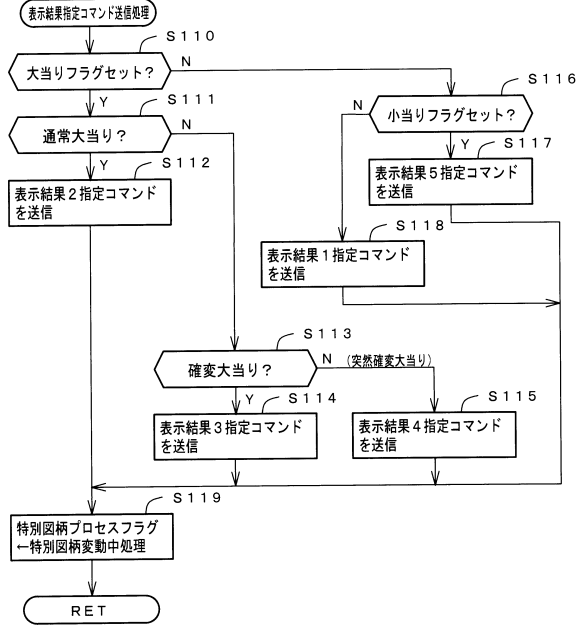 表示結果指定コマンド送信処理
S110
大当りフラグセット？
N
Y
S116
小当りフラグセット？
N
Y
S111
通常大当り？
N
Y
S117
表示結果５指定コマンド
を送信
S112
表示結果２指定コマンド
を送信
S118
表示結果１指定コマンド
を送信
S113
確変大当り？
N
(突然確変大当り)
Y
S114
表示結果３指定コマンド
を送信
S115
表示結果４指定コマンド
を送信
S119
特別図柄プロセスフラグ
←特別図柄変動中処理
RET